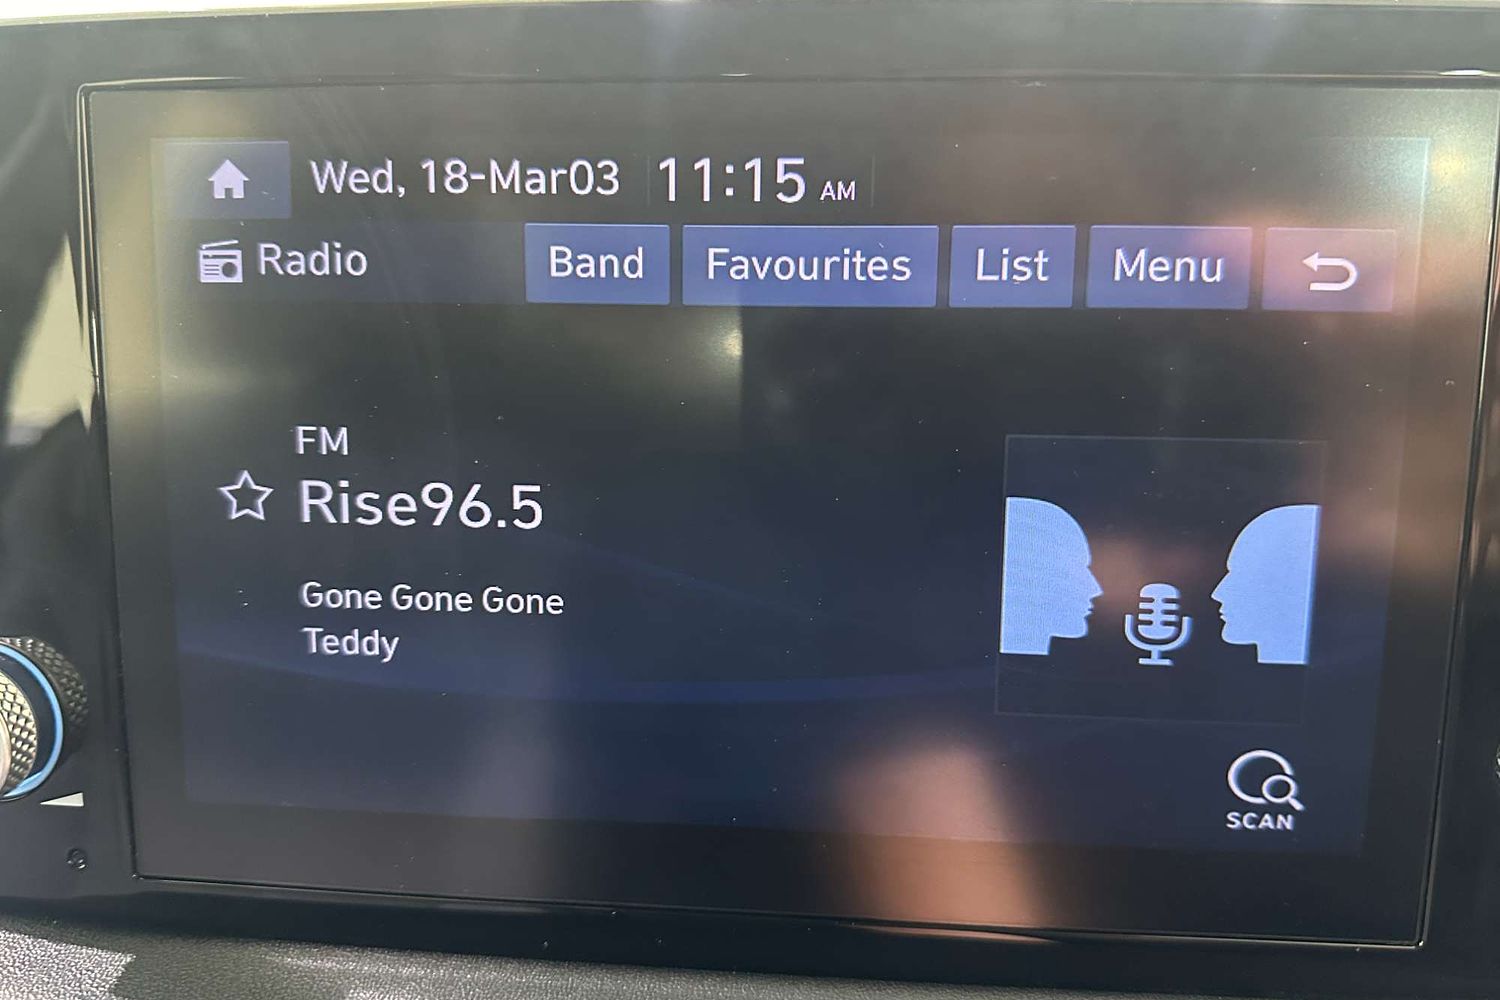 Wed, 18-Mar03 11:15 AM
Radio Band Favourites List Menu
FM
Rise96.5
Gone Gone Gone
Teddy
SCAN